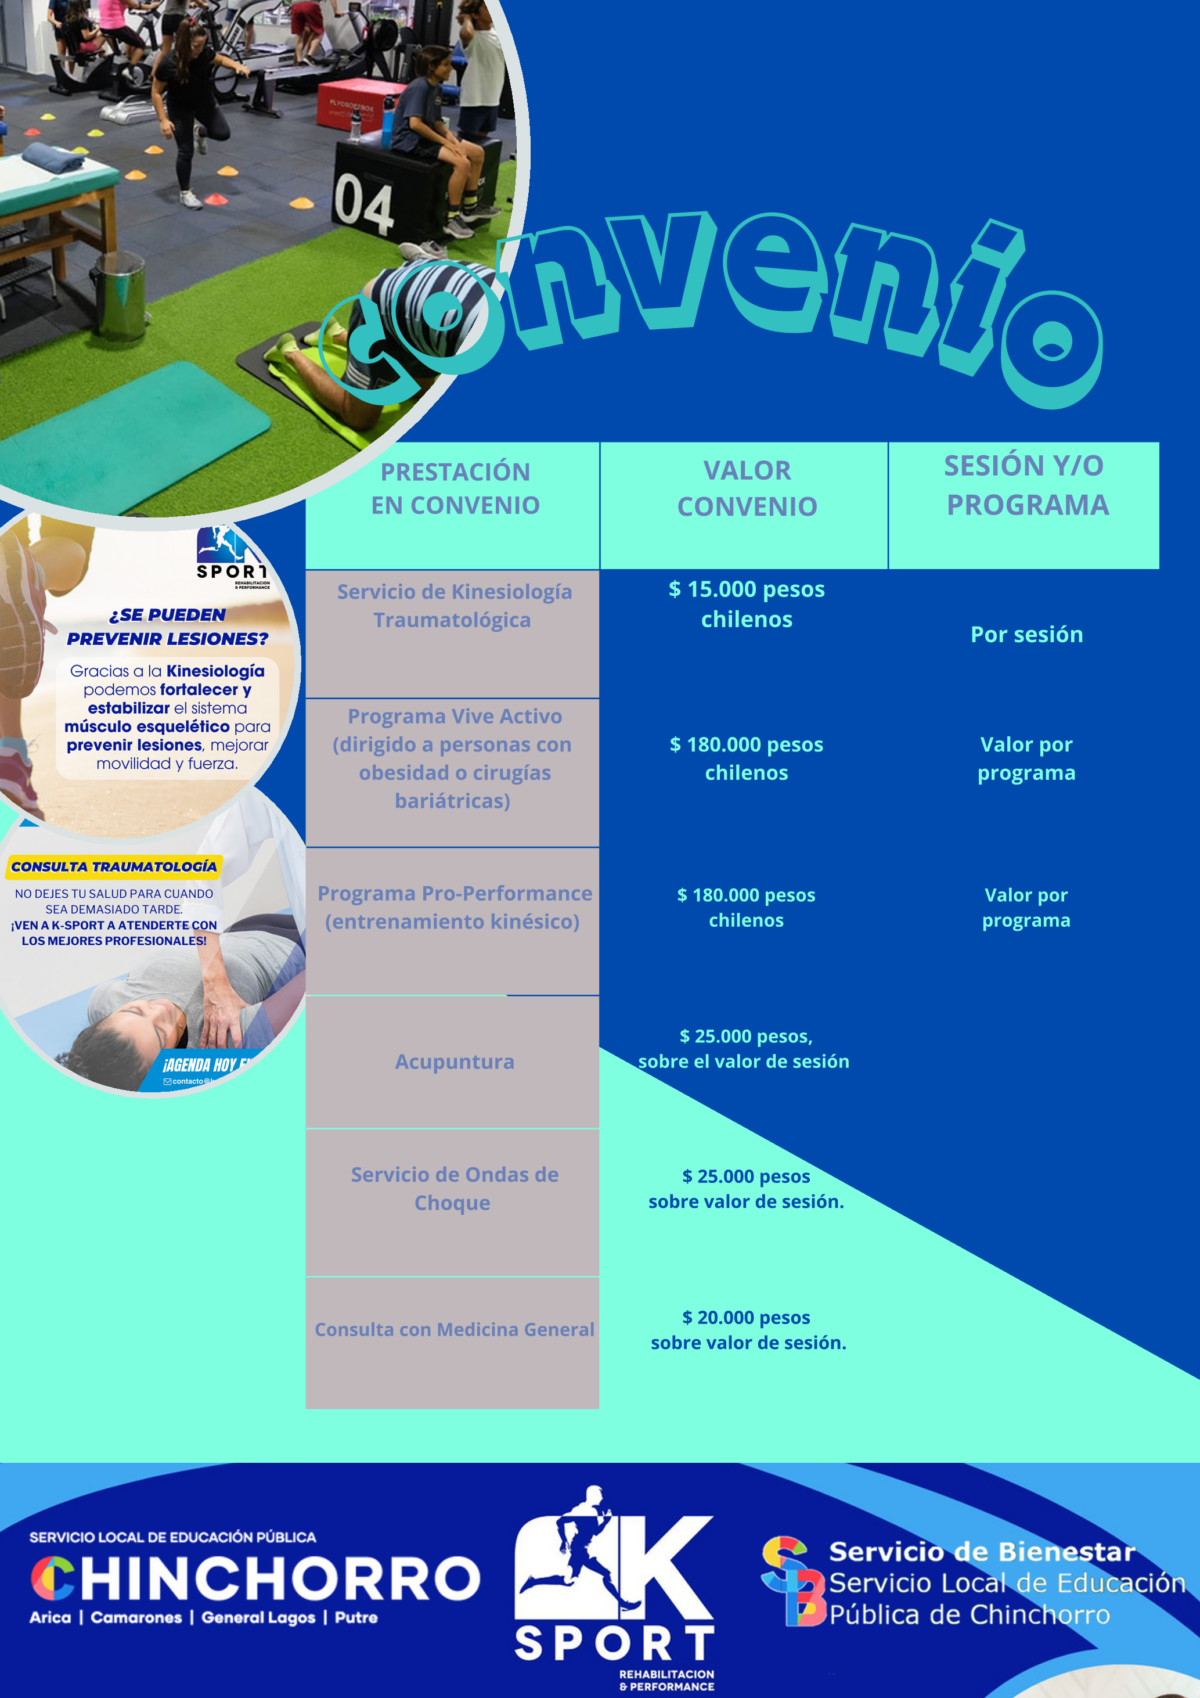 PLYOSOFTBOX
04
convenio
PRESTACIÓN
EN CONVENIO
VALOR
CONVENIO
SESIÓN Y/O
PROGRAMA
Servicio de Kinesiología
Traumatológica
$ 15.000 pesos
chilenos
Por sesión
Programa Vive Activo
(dirigido a personas con
obesidad o cirugías
bariátricas)
$ 180.000 pesos
chilenos
Valor por
programa
Programa Pro-Performance
(entrenamiento kinésico)
$ 180.000 pesos
chilenos
Valor por
programa
Acupuntura
$ 25.000 pesos,
sobre el valor de sesión
Servicio de Ondas de
Choque
$ 25.000 pesos
sobre valor de sesión.
Consulta con Medicina General
$ 20.000 pesos
sobre valor de sesión.
SPORT
REHABILITACION
& PERFORMANCE
¿SE PUEDEN
PREVENIR LESIONES?
Gracias a la Kinesiología
podemos fortalecer y
estabilizar el sistema
músculo esquelético para
prevenir lesiones, mejorar
movilidad y fuerza.
CONSULTA TRAUMATOLOGÍA
NO DEJES TU SALUD PARA CUANDO
SEA DEMASIADO TARDE.
¡VEN A K-SPORT A ATENDERTE CON
LOS MEJORES PROFESIONALES!
¡AGENDA HOY
contacto@
SERVICIO LOCAL DE EDUCACIÓN PÚBLICA
CHINCHORRO
Arica | Camarones | General Lagos | Putre
K
SPORT
REHABILITACION
& PERFORMANCE
SB
Servicio de Bienestar
Servicio Local de Educación
Pública de Chinchorro